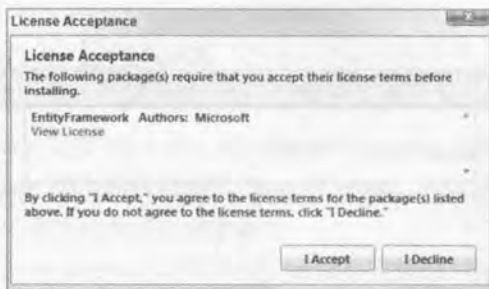 License Acceptance
License Acceptance
The following package(s) require that you accept their license terms before
installing.
EntityFramework Authors: Microsoft
View License
By clicking "I Accept," you agree to the license terms for the package(s) listed
above. If you do not agree to the license terms, click "I Decline."
I Accept
I Decline